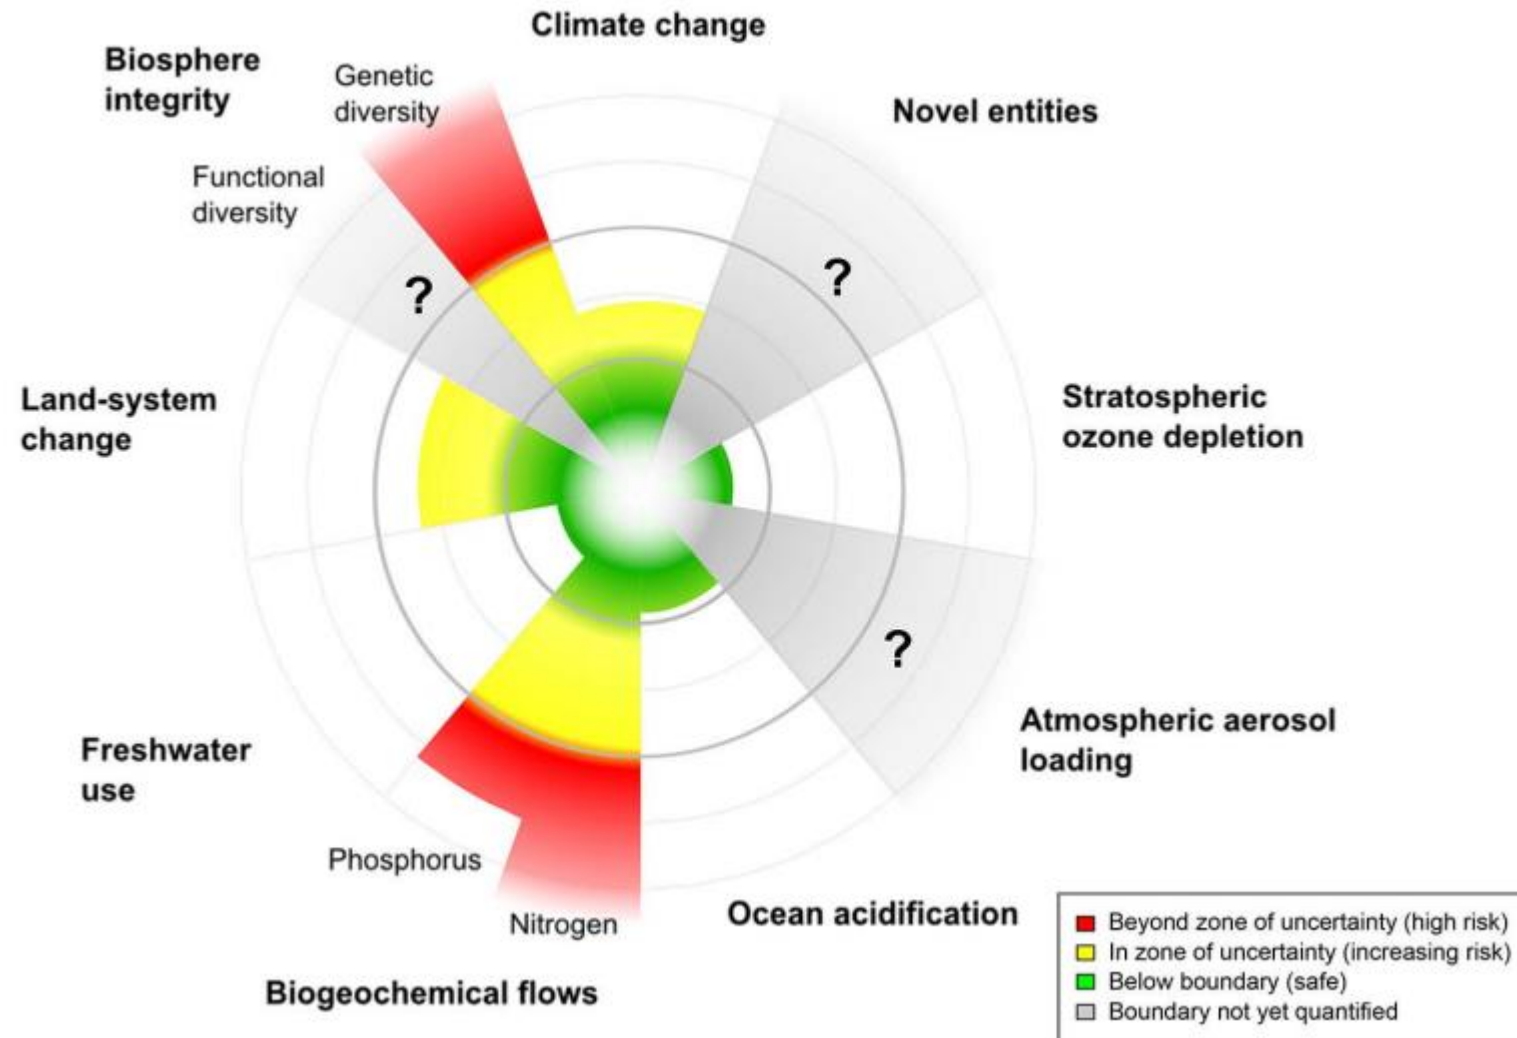 Climate change
Biosphere
integrity
Genetic
diversity
Novel entities
Functional
diversity
?
?
Land-system
change
Stratospheric
ozone depletion
?
Atmospheric aerosol
loading
Freshwater
use
Phosphorus
Nitrogen
Ocean acidification
Biogeochemical flows
Beyond zone of uncertainty (high risk)
In zone of uncertainty (increasing risk)
Below boundary (safe)
Boundary not yet quantified